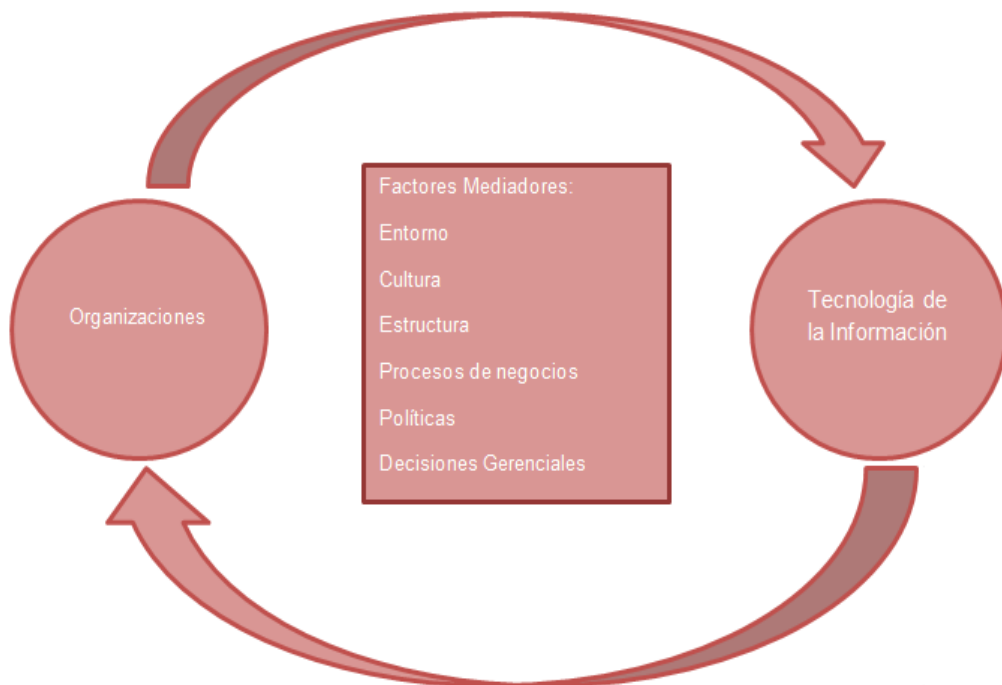 Organizaciones
Factores Mediadores:
Entorno
Cultura
Estructura
Procesos de negocios
Políticas
Decisiones Gerenciales
Tecnología de
la Información